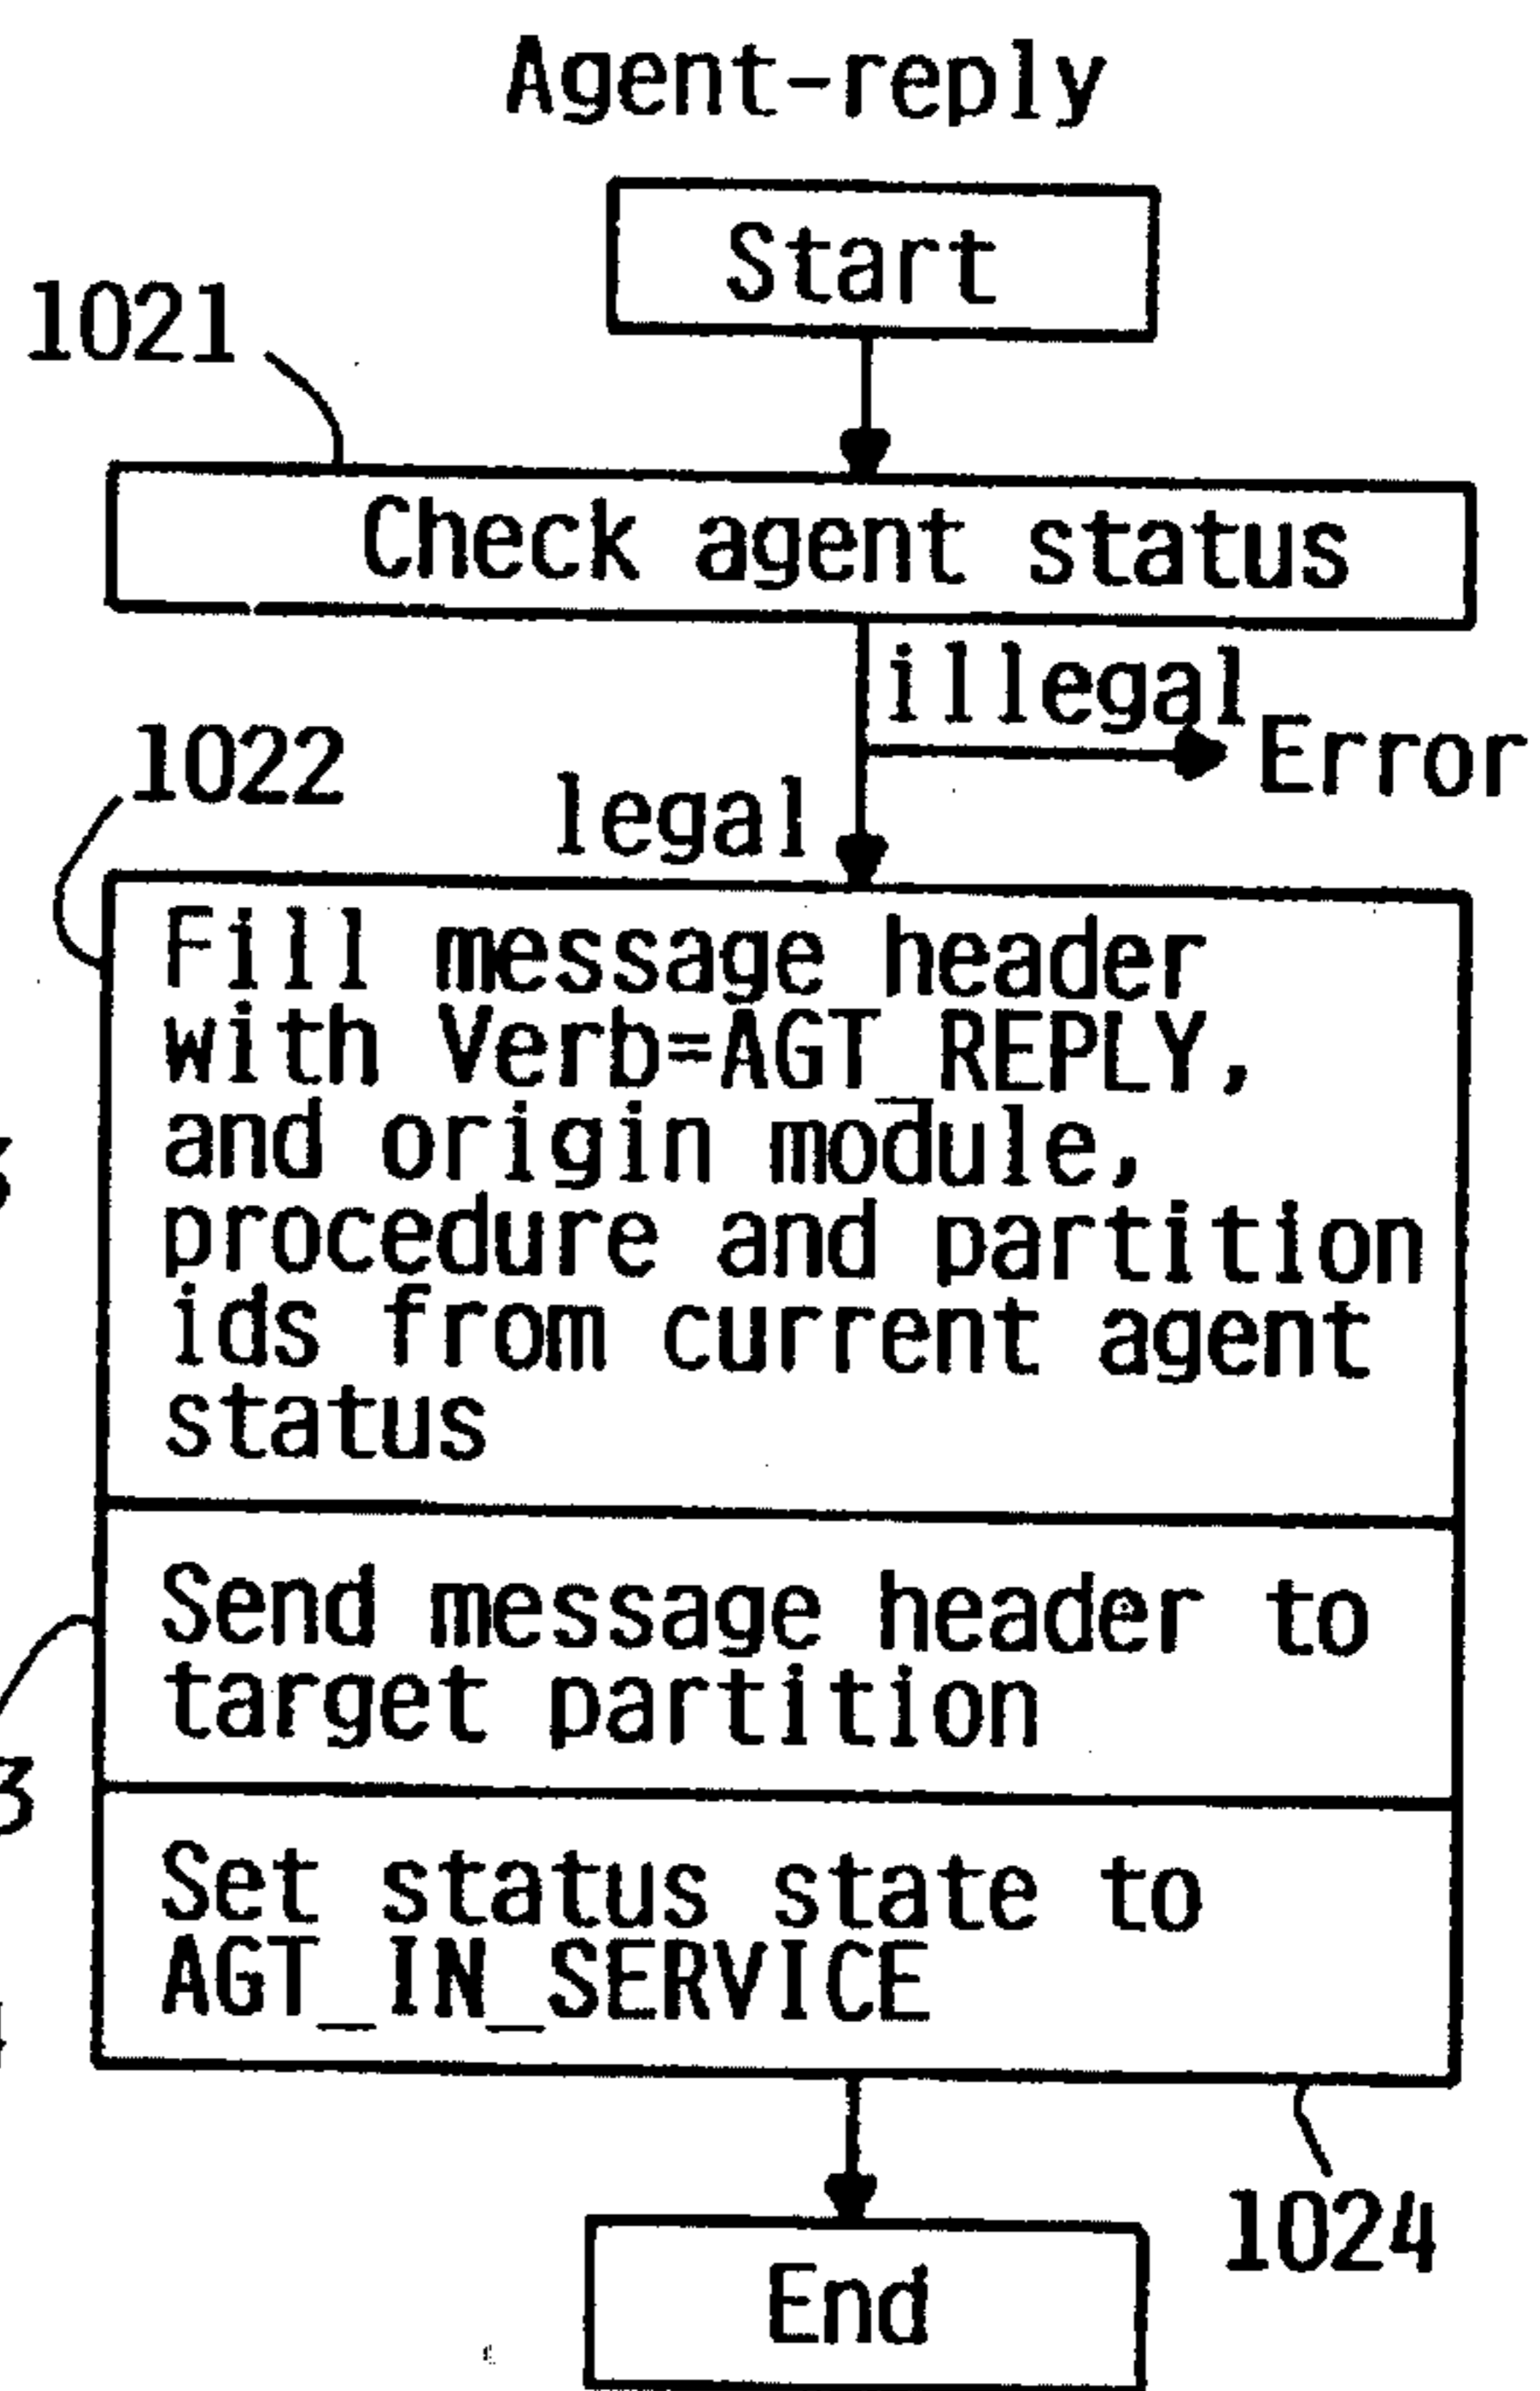 Agent-reply
Start
1021
Check agent status
illegal
Error
1022
legal
Fill message header
with Verb=AGT_REPLY,
and origin module,
procedure and partition
ids from current agent
status
Send message header to
target partition
3
Set status state to
AGT_IN_SERVICE
1024
End